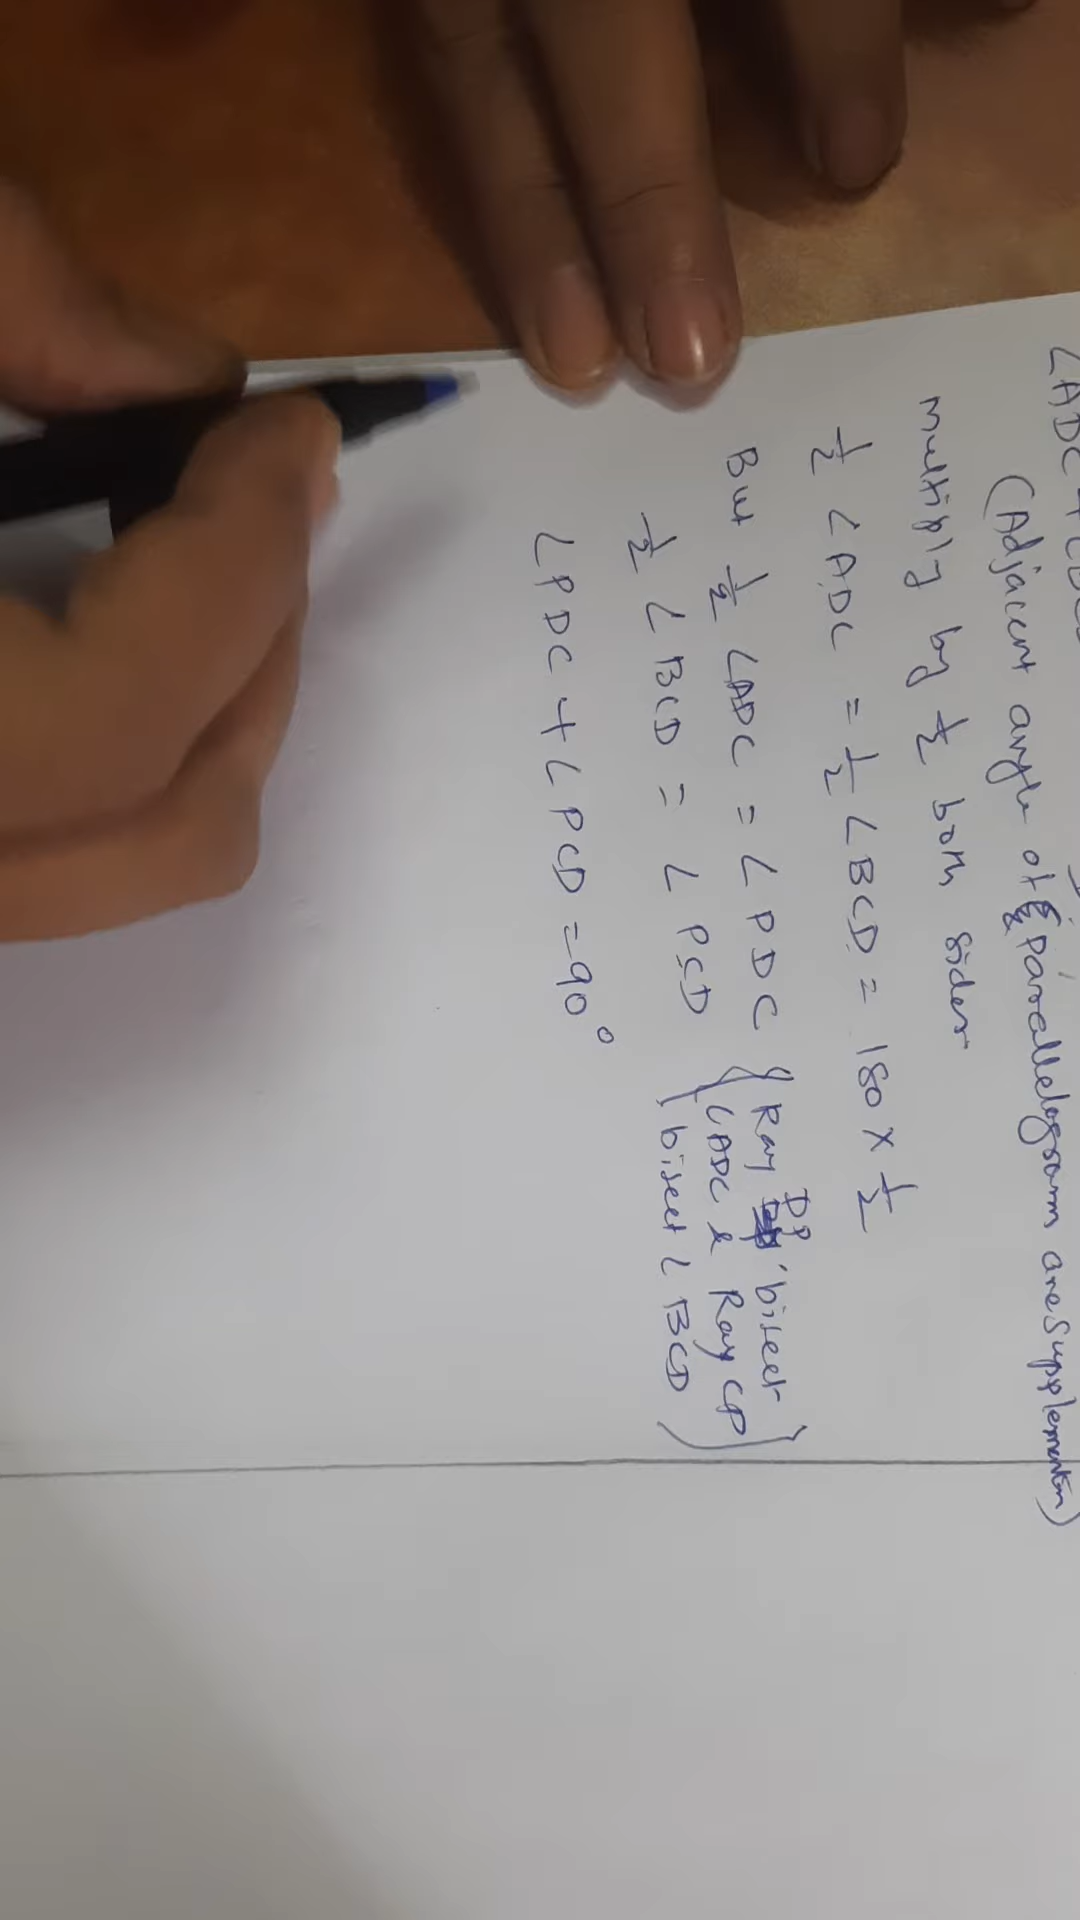 ∠ADC +
(Adjacent angle of parallelogram are supplementary)
Multiply by 1/2 both sides
1/2 ∠ADC = 1/2 ∠BCD = 180 × 1/2
But 1/2 ∠ADC = ∠PDC { Ray DP bisect
1/2 ∠BCD = ∠PCD { ∠ADC & Ray CP
bisect ∠BCD }
∠PDC + ∠PCD = 90°